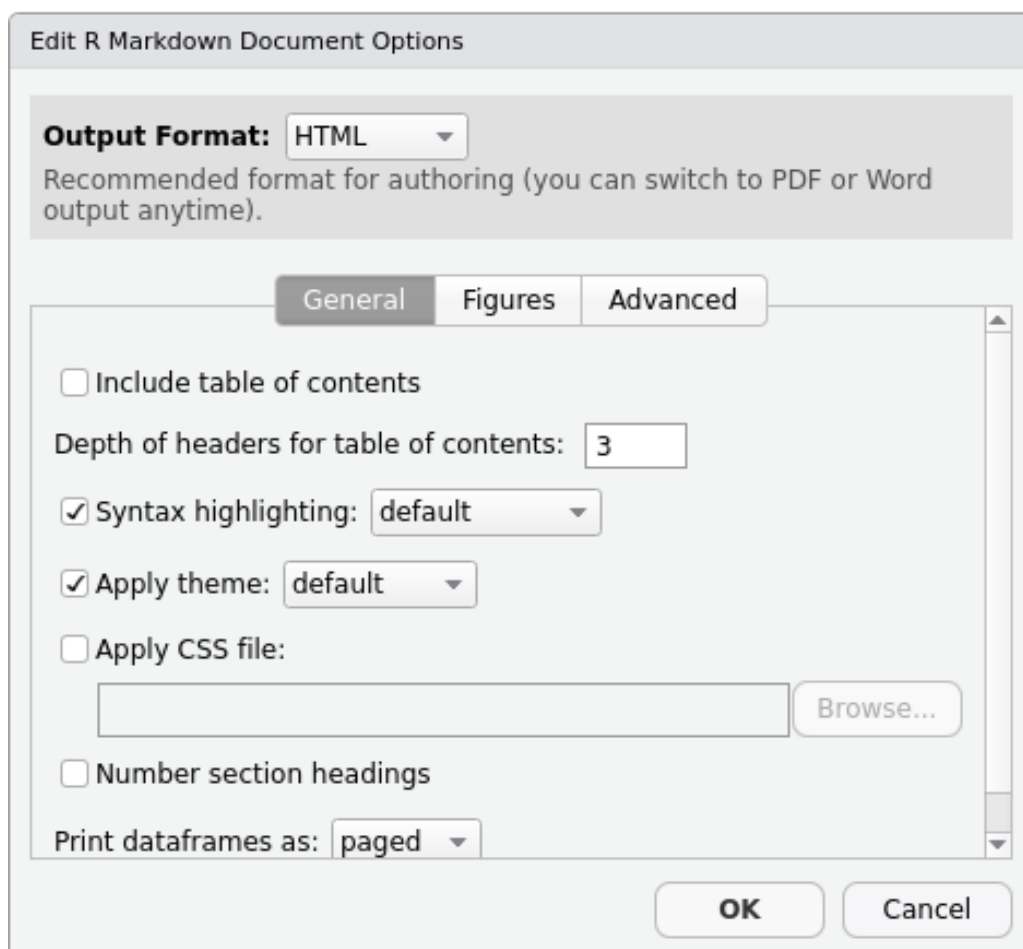 Edit R Markdown Document Options
Output Format: HTML
Recommended format for authoring (you can switch to PDF or Word
output anytime).
General Figures Advanced
Include table of contents
Depth of headers for table of contents: 3
Syntax highlighting: default
Apply theme: default
Apply CSS file:
Browse...
Number section headings
Print dataframes as: paged
OK Cancel